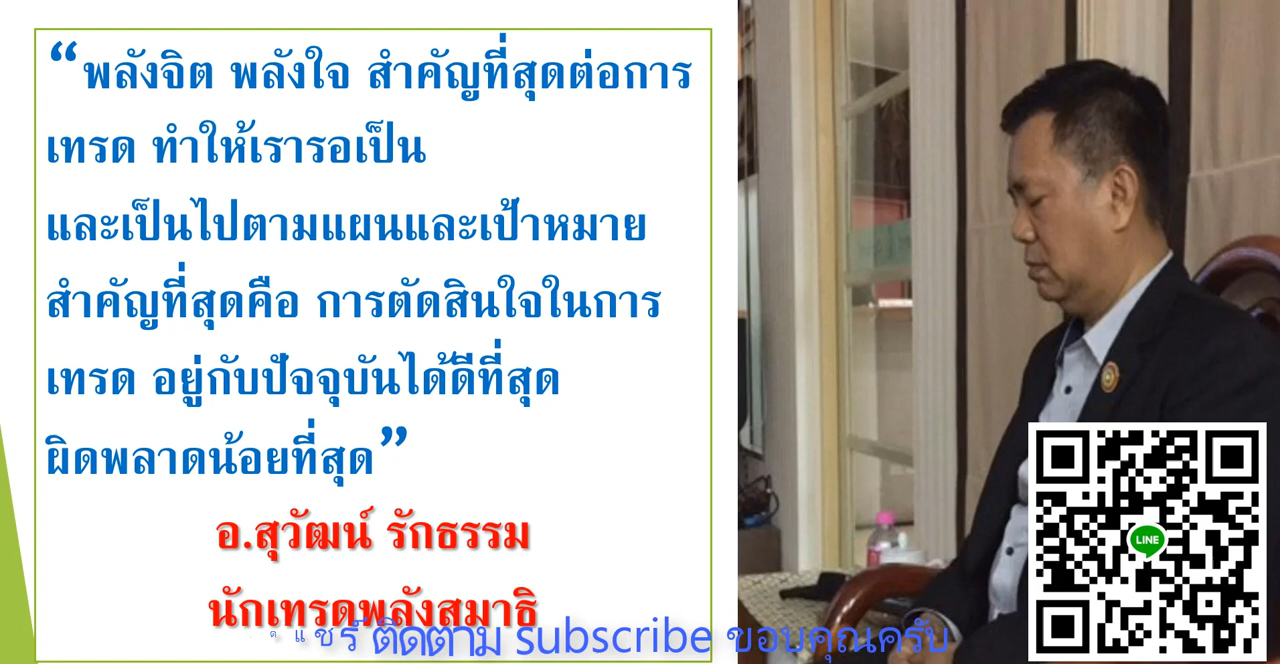 “พลังจิต พลังใจ สำคัญที่สุดต่อการ
เทรด ทำให้เรารอเป็น
และเป็นไปตามแผนและเป้าหมาย
สำคัญที่สุดคือ การตัดสินใจในการ
เทรด อยู่กับปัจจุบันได้ดีที่สุด
ผิดพลาดน้อยที่สุด”
อ.สุวัฒน์ รักธรรม
นักเทรดพลังสมาธิ
แชร์ ติดตาม subscribe ขอบคุณครับ
LINE